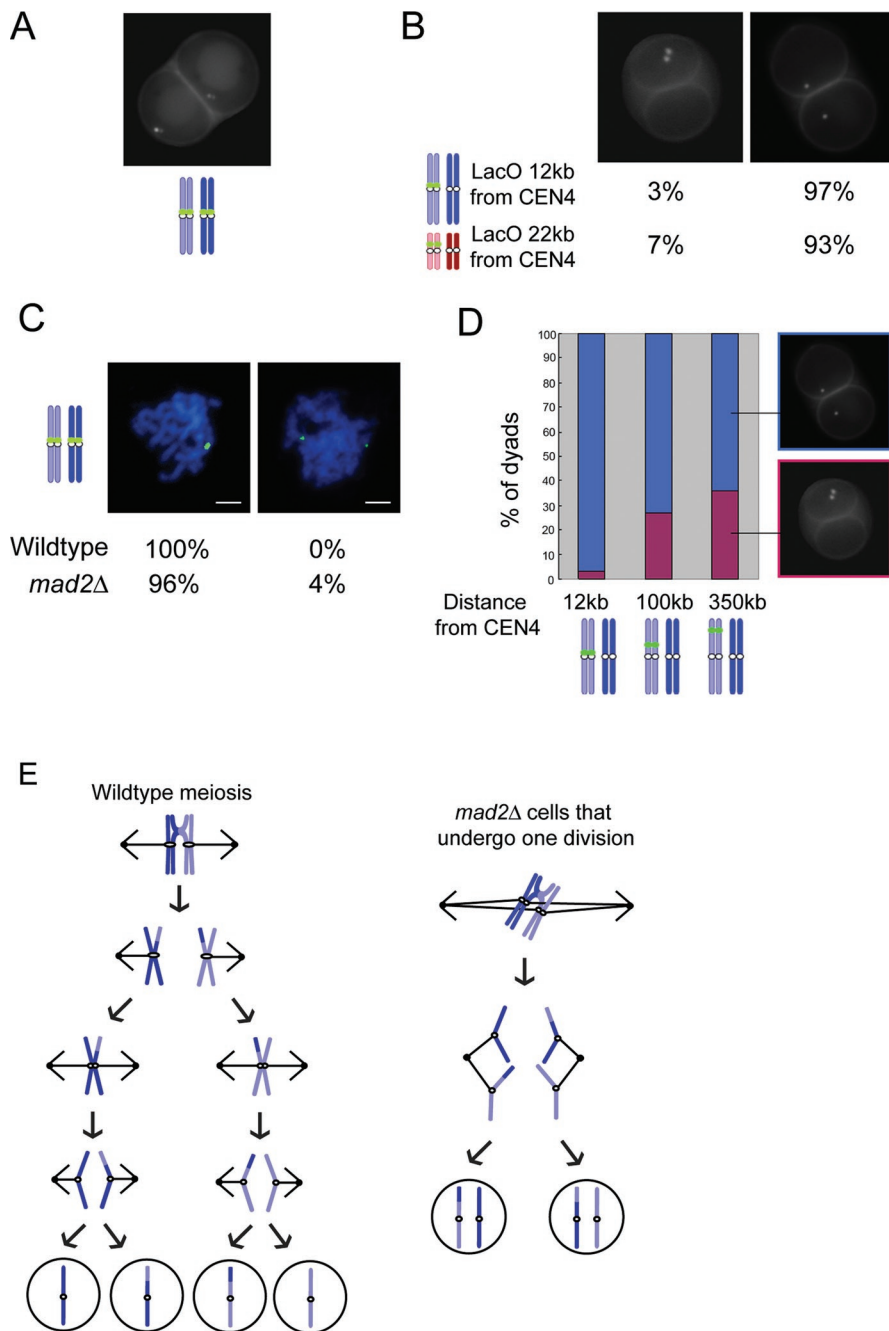 A
B
LacO 12kb
from CEN4
3%
97%
LacO 22kb
from CEN4
7%
93%
C
Wildtype
100%
0%
mad2Δ
96%
4%
D
% of dyads
100
90
80
70
60
50
40
30
20
10
0
Distance
from CEN4
12kb
100kb
350kb
E
Wildtype meiosis
mad2Δ cells that
undergo one division